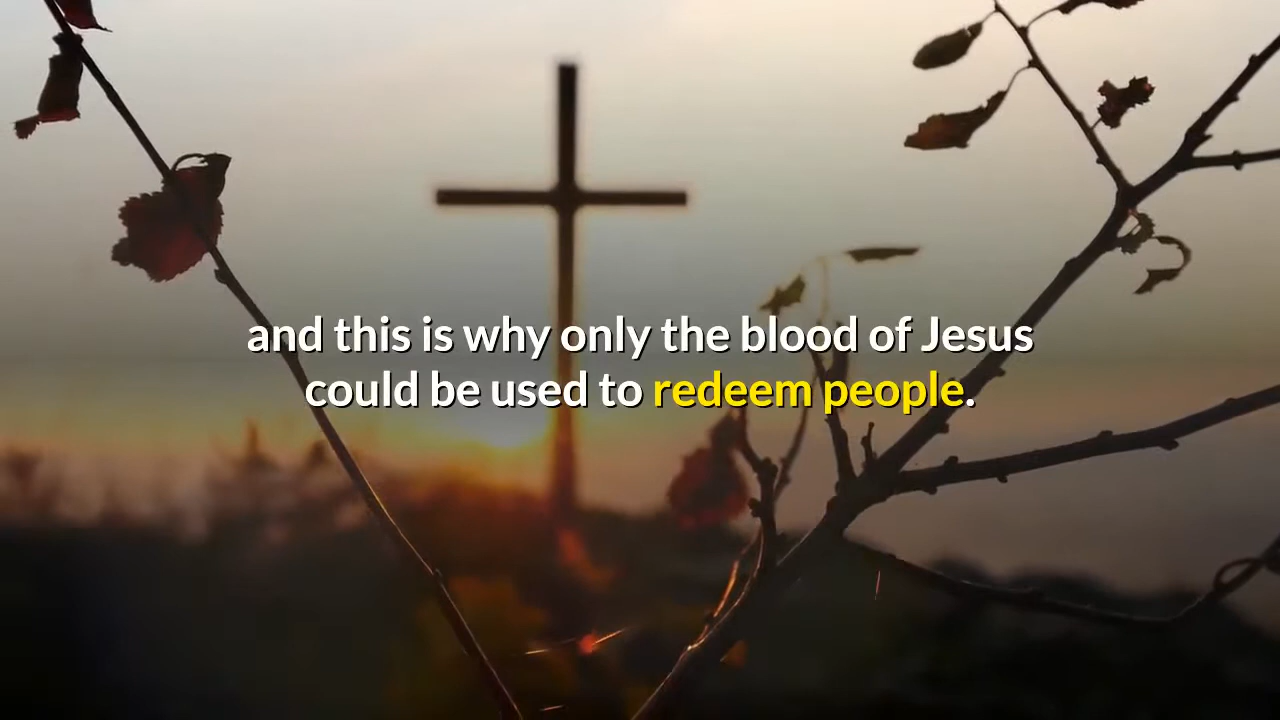 and this is why only the blood of Jesus
could be used to redeem people.